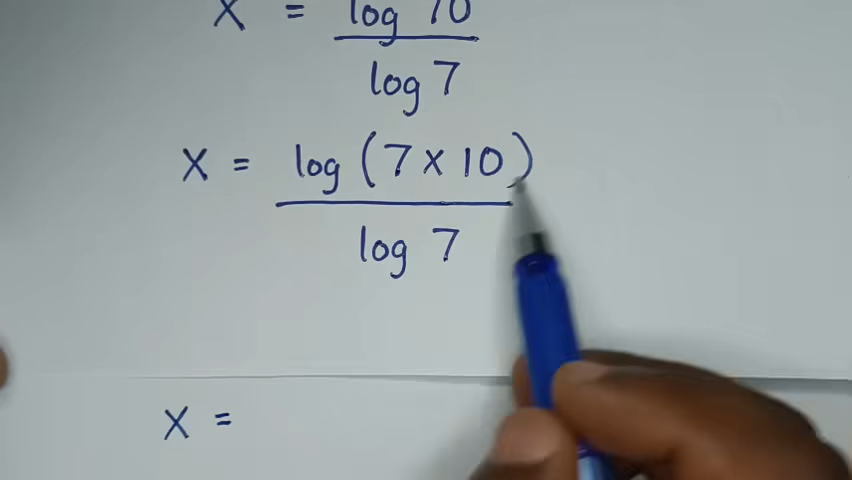 X = log 70
log 7
X = log (7 x 10)
log 7
X =